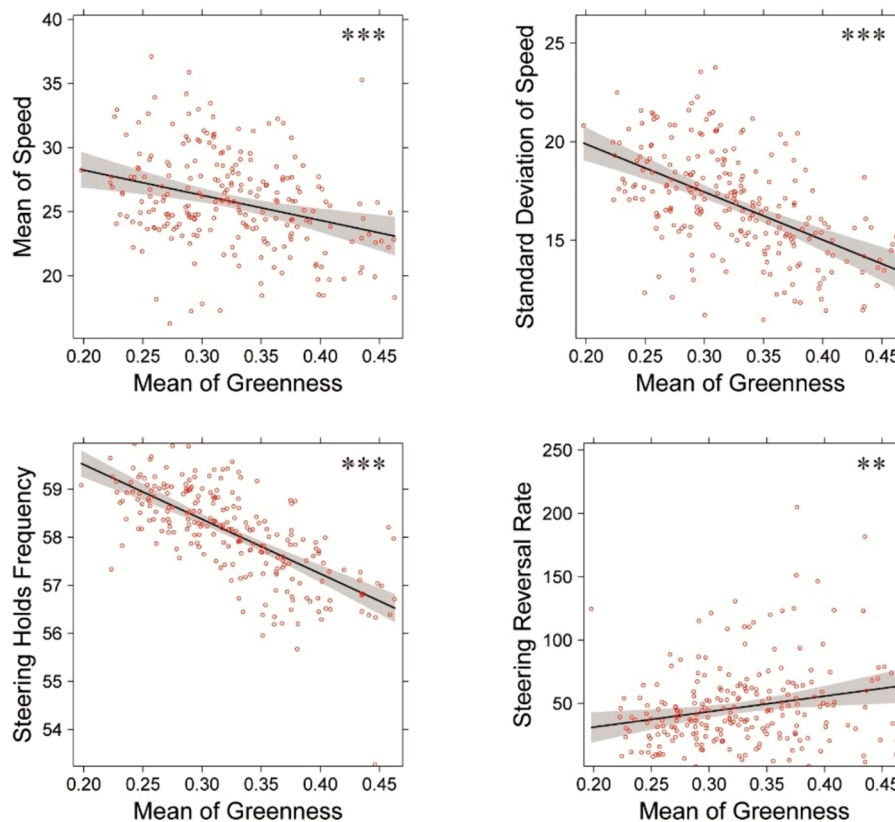 40
35
30
25
20
Mean of Speed
***
0.20 0.25 0.30 0.35 0.40 0.45
Mean of Greenness
25
20
15
Standard Deviation of Speed
***
0.20 0.25 0.30 0.35 0.40 0.45
Mean of Greenness
59
58
57
56
55
54
Steering Holds Frequency
***
0.20 0.25 0.30 0.35 0.40 0.45
Mean of Greenness
250
200
150
100
50
Steering Reversal Rate
**
0.20 0.25 0.30 0.35 0.40 0.45
Mean of Greenness